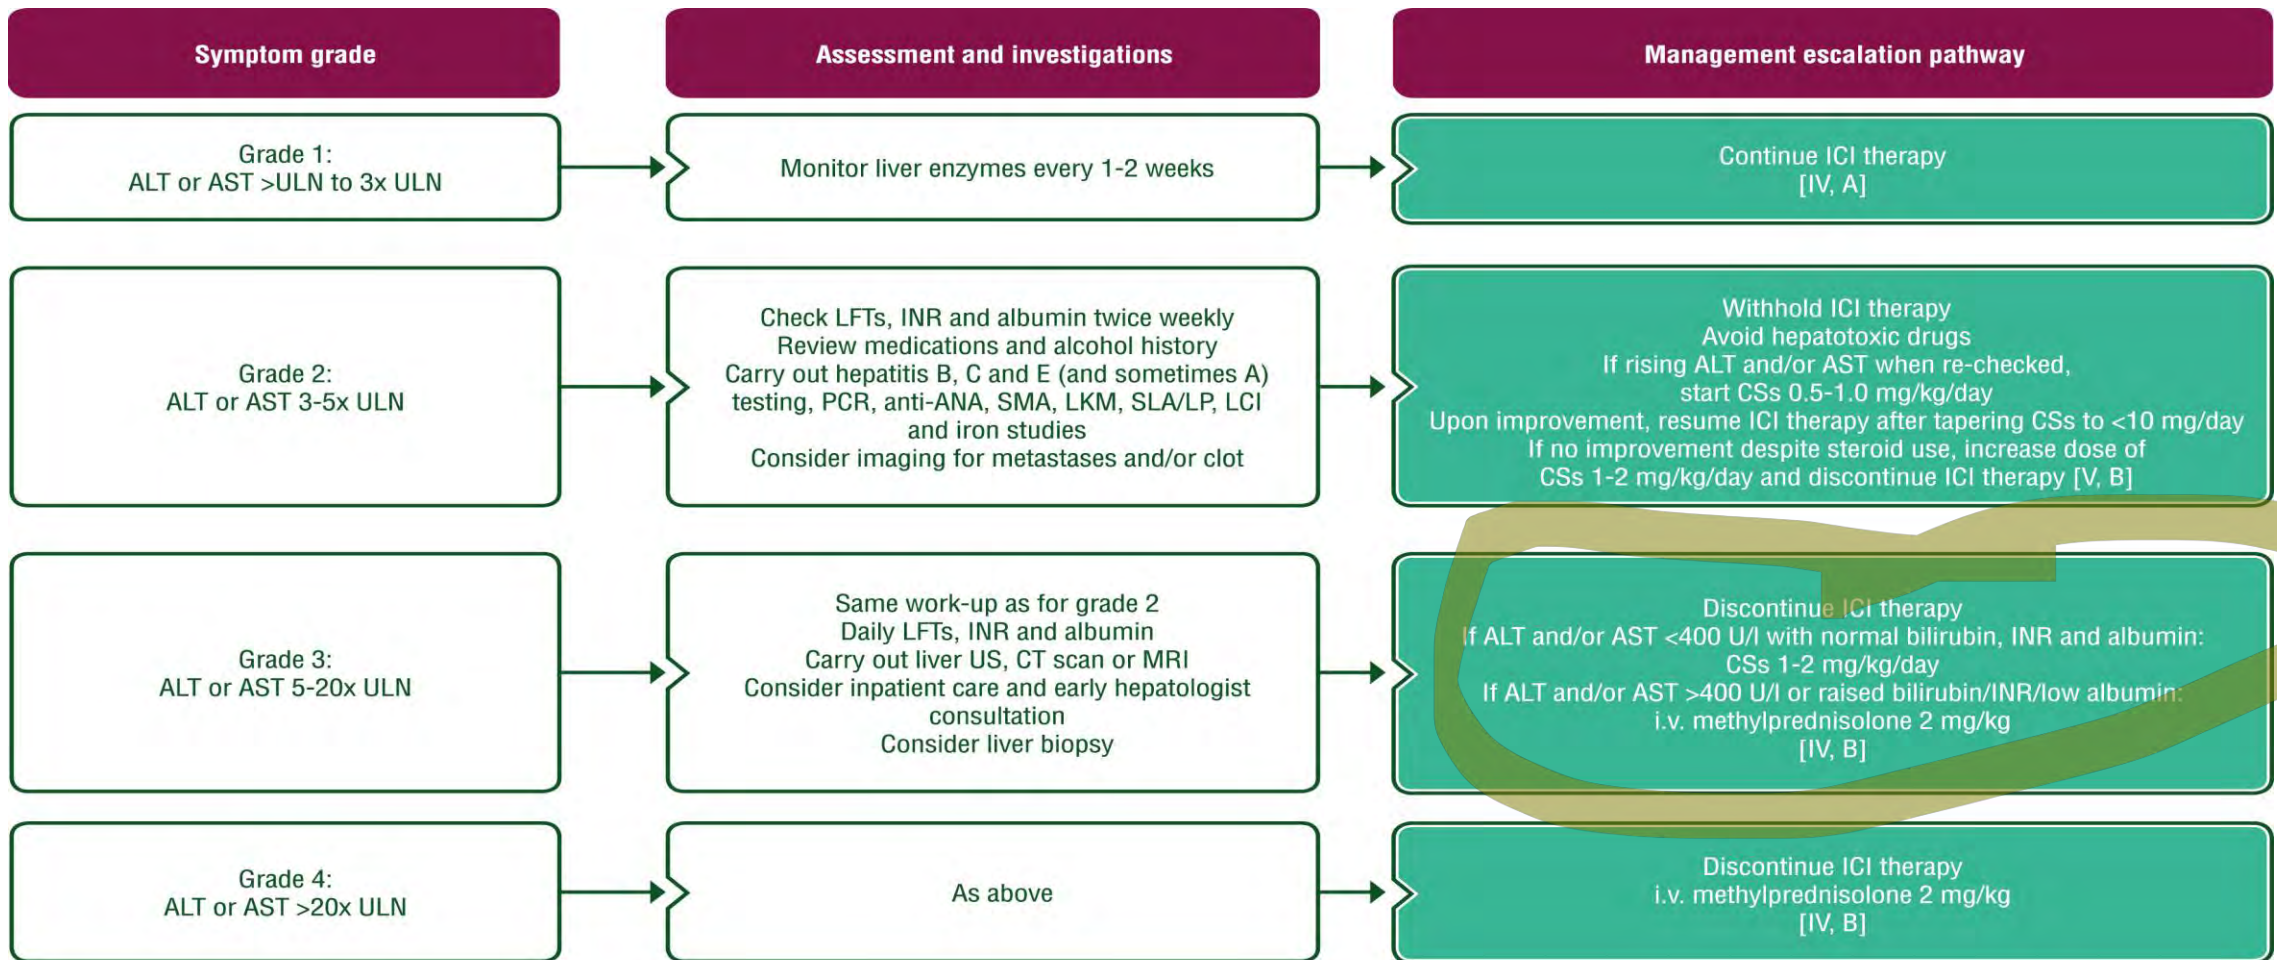 Symptom grade
Assessment and investigations
Management escalation pathway
Grade 1:
ALT or AST >ULN to 3x ULN
Monitor liver enzymes every 1-2 weeks
Continue ICI therapy
[IV, A]
Grade 2:
ALT or AST 3-5x ULN
Check LFTs, INR and albumin twice weekly
Review medications and alcohol history
Carry out hepatitis B, C and E (and sometimes A)
testing, PCR, anti-ANA, SMA, LKM, SLA/LP, LCI
and iron studies
Consider imaging for metastases and/or clot
Withhold ICI therapy
Avoid hepatotoxic drugs
If rising ALT and/or AST when re-checked,
start CSs 0.5-1.0 mg/kg/day
Upon improvement, resume ICI therapy after tapering CSs to <10 mg/day
If no improvement despite steroid use, increase dose of
CSs 1-2 mg/kg/day and discontinue ICI therapy [V, B]
Grade 3:
ALT or AST 5-20x ULN
Same work-up as for grade 2
Daily LFTs, INR and albumin
Carry out liver US, CT scan or MRI
Consider inpatient care and early hepatologist
consultation
Consider liver biopsy
Discontinue ICI therapy
If ALT and/or AST <400 U/l with normal bilirubin, INR and albumin:
CSs 1-2 mg/kg/day
If ALT and/or AST >400 U/l or raised bilirubin/INR/low albumin:
i.v. methylprednisolone 2 mg/kg
[IV, B]
Grade 4:
ALT or AST >20x ULN
As above
Discontinue ICI therapy
i.v. methylprednisolone 2 mg/kg
[IV, B]